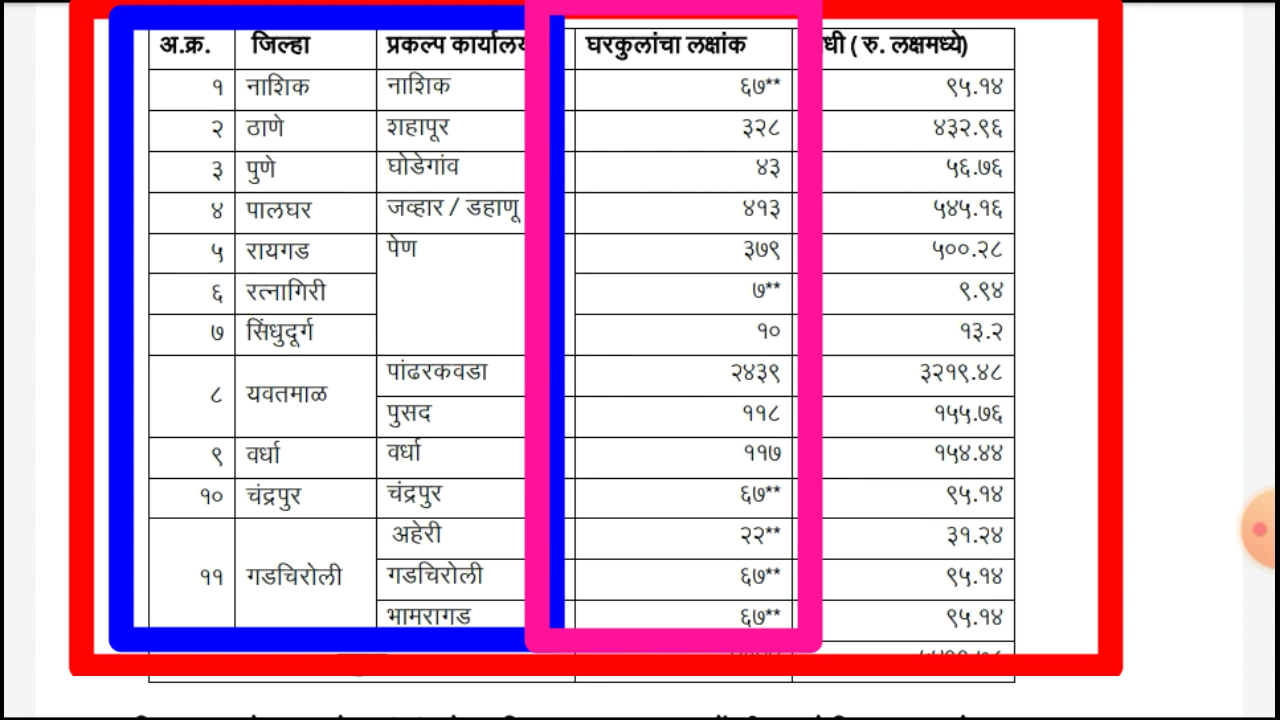 अ.क्र. जिल्हा प्रकल्प कार्यालय घरकुलांचा लक्षांक धी ( रु. लक्षमध्ये)
१ नाशिक नाशिक ६७** ९५.१४
२ ठाणे शहापूर ३२८ ४३२.९६
३ पुणे घोडेगांव ४३ ५६.७६
४ पालघर जव्हार / डहाणू ४१३ ५४५.१६
५ रायगड पेण ३७९ ५००.२८
६ रत्नागिरी ७** ९.९४
७ सिंधुदूर्ग १० १३.२
८ यवतमाळ पांढरकवडा २४३९ ३२१९.४८
पुसद ११८ १५५.७६
९ वर्धा वर्धा ११७ १५४.४४
१० चंद्रपुर चंद्रपुर ६७** ९५.१४
११ गडचिरोली अहेरी २२** ३१.२४
गडचिरोली ६७** ९५.१४
भामरागड ६७** ९५.१४